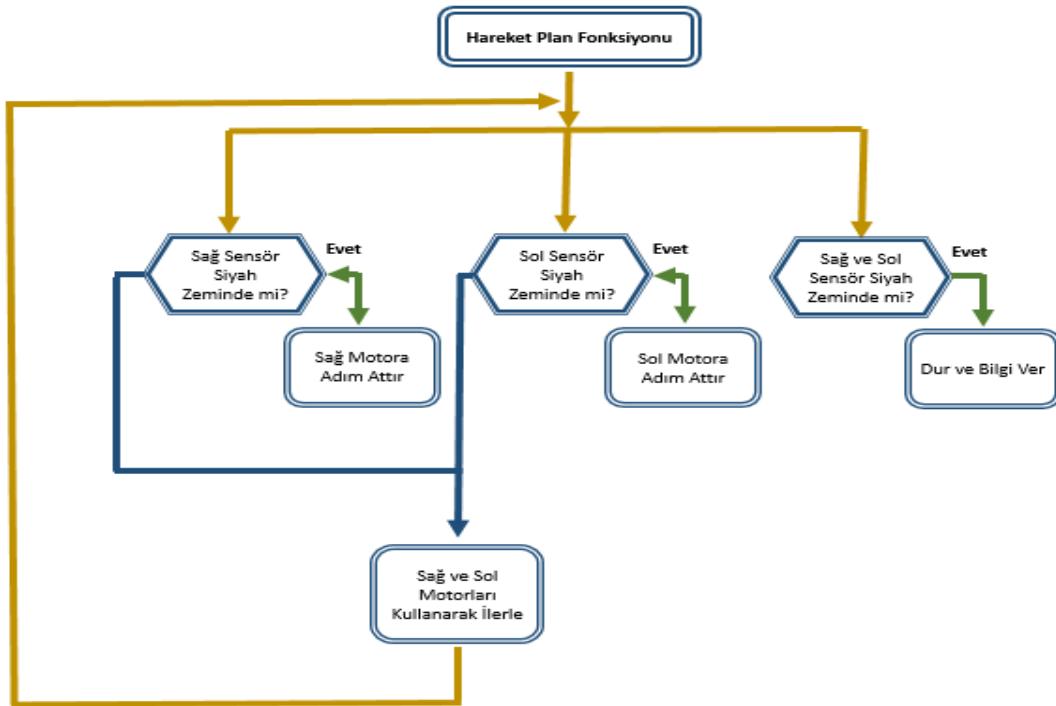 Hareket Plan Fonksiyonu
Sağ Sensör
Siyah
Zeminde mi?
Evet
Sağ Motora
Adım Attır
Sol Sensör
Siyah
Zeminde mi?
Evet
Sol Motora
Adım Attır
Sağ ve Sol
Sensör Siyah
Zeminde mi?
Evet
Dur ve Bilgi Ver
Sağ ve Sol
Motorları
Kullanarak İlerle